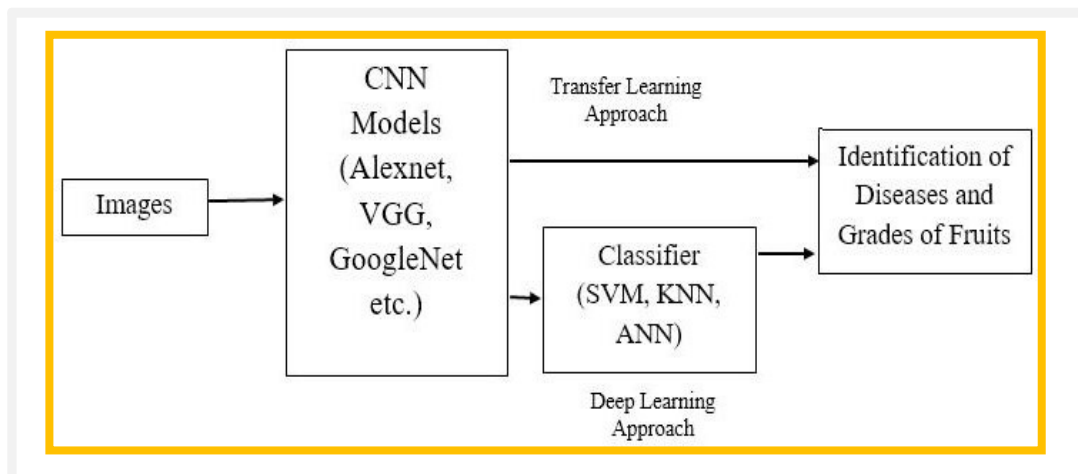 Images
CNN
Models
(Alexnet,
VGG,
GoogleNet
etc.)
Transfer Learning
Approach
Classifier
(SVM, KNN,
ANN)
Deep Learning
Approach
Identification of
Diseases and
Grades of Fruits